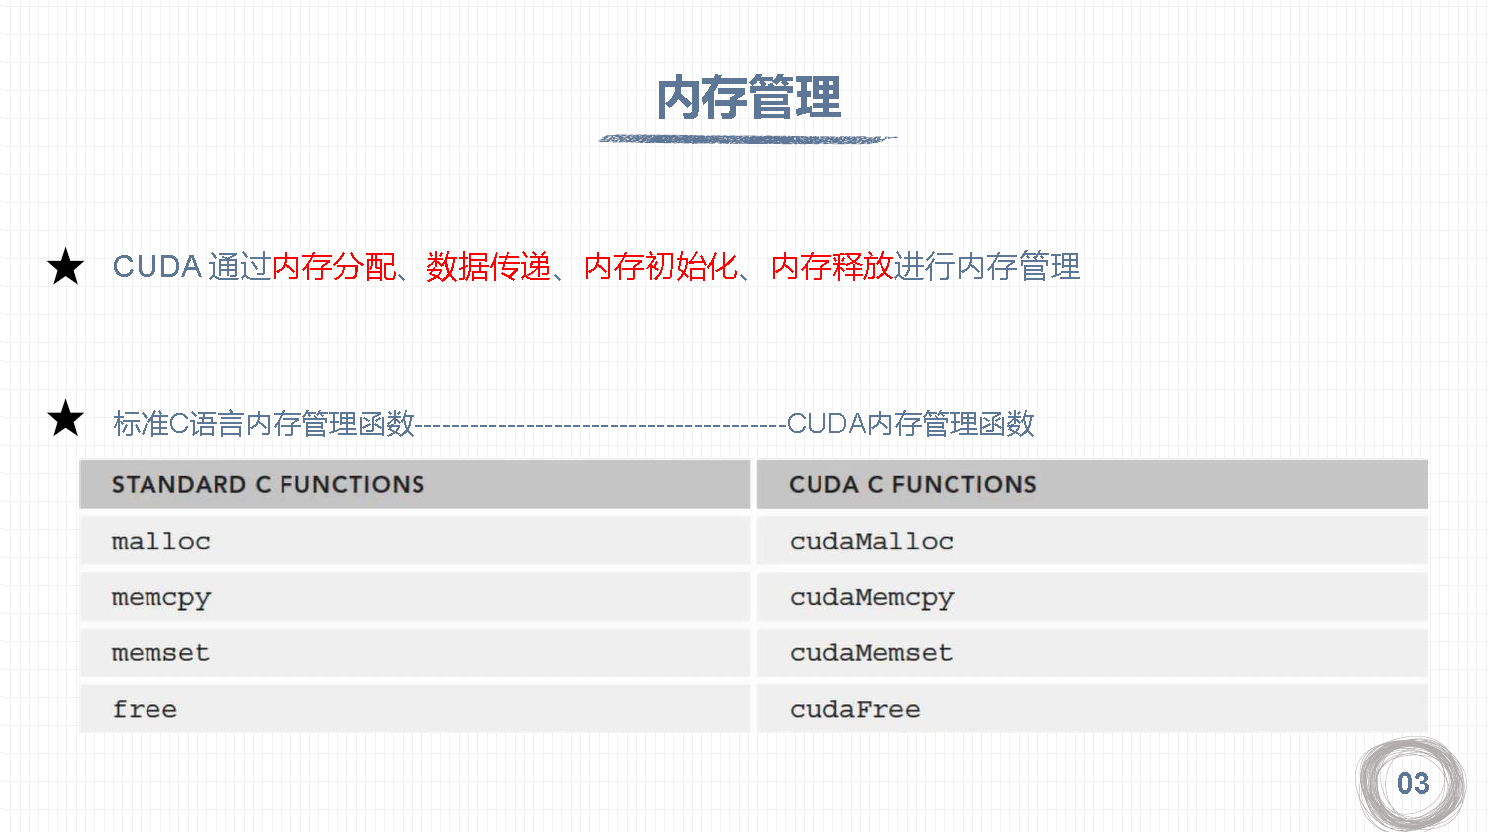 内存管理
CUDA 通过内存分配、数据传递、内存初始化、内存释放进行内存管理
标准C语言内存管理函数---------------------------------------CUDA内存管理函数
STANDARD C FUNCTIONS CUDA C FUNCTIONS
malloc cudaMalloc
memcpy cudaMemcpy
memset cudaMemset
free cudaFree
03